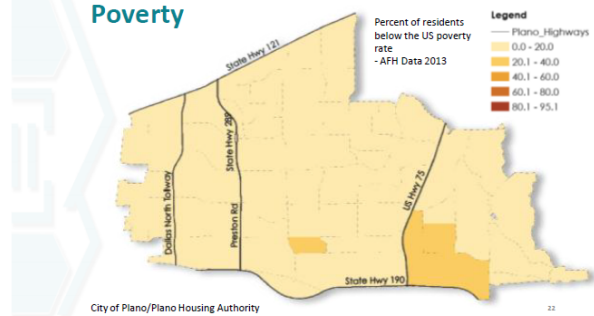 Poverty
Percent of residents
below the US poverty
rate
- AFH Data 2013
Legend
Plano_Highways
0.0 - 20.0
20.1 - 40.0
40.1 - 60.0
60.1 - 80.0
80.1 - 95.1
State Hwy 121
State Hwy 289
Dallas North Tollway
Preston Rd
US Hwy 75
State Hwy 190
City of Plano/Plano Housing Authority
22